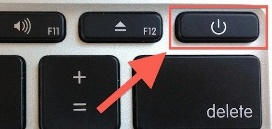 F11
F12
+
=
delete